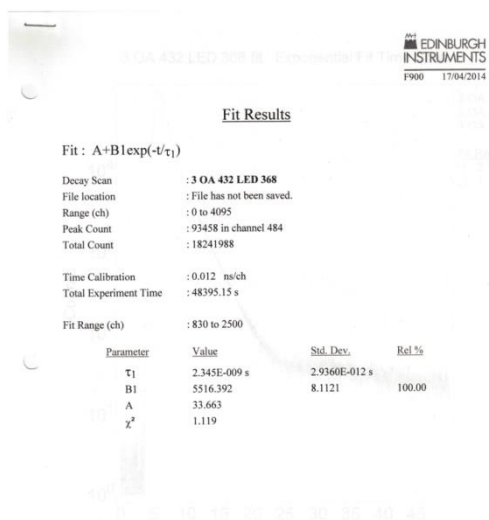 EDINBURGH
INSTRUMENTS
F900 17/04/2014
Fit Results
Fit : A+B1exp(-t/τ1)
Decay Scan : 3 OA 432 LED 368
File location : File has not been saved.
Range (ch) : 0 to 4095
Peak Count : 93458 in channel 484
Total Count : 18241988
Time Calibration : 0.012 ns/ch
Total Experiment Time : 48395.15 s
Fit Range (ch) : 830 to 2500
Parameter Value Std. Dev. Rel %
τ1 2.345E-009 s 2.9360E-012 s
B1 5516.392 8.1121 100.00
A 33.663
χ² 1.119